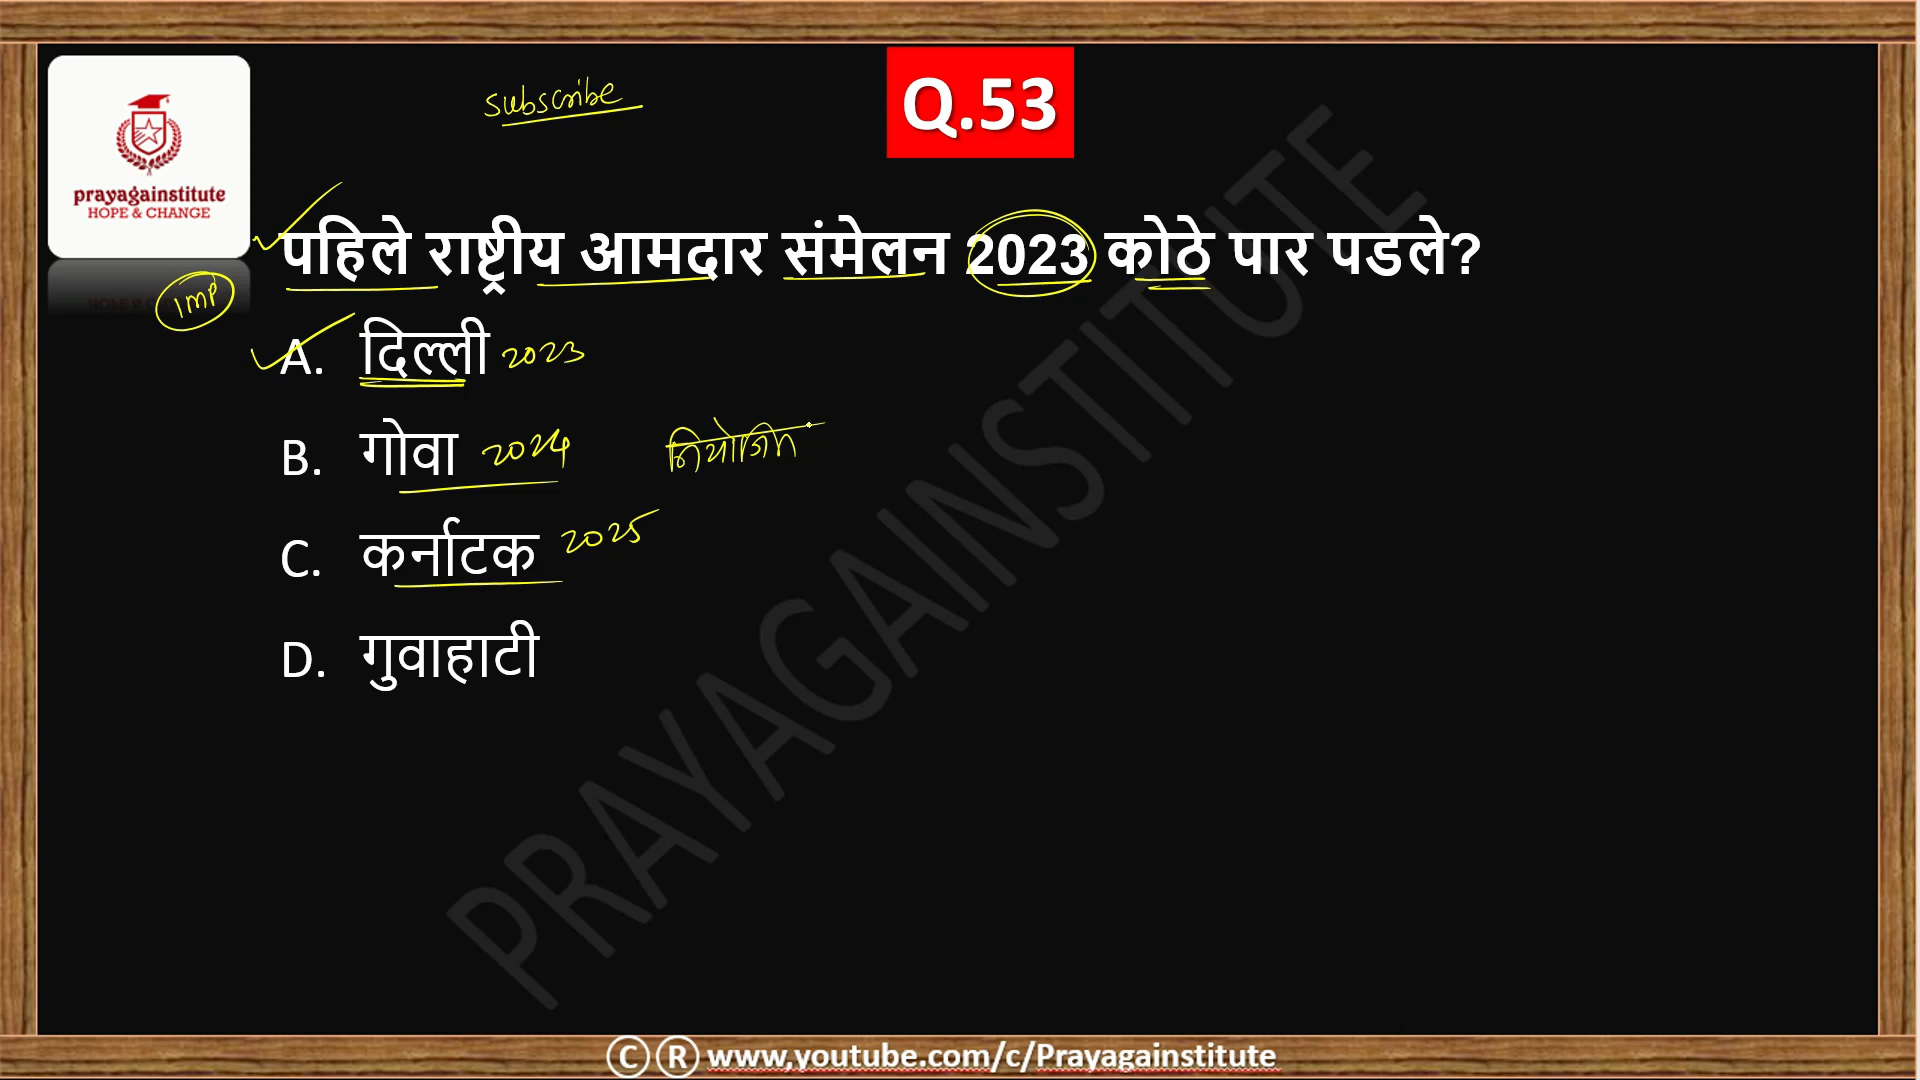 subscribe
Q.53
prayagainstitute
HOPE & CHANGE
पहिले राष्ट्रीय आमदार संमेलन 2023 कोठे पार पडले?
IMP
A. दिल्ली 2023
B. गोवा 2024 नियोजित
C. कर्नाटक 2025
D. गुवाहाटी
PRAYAGAINSTITUTE
© ® www.youtube.com/c/Prayagainstitute